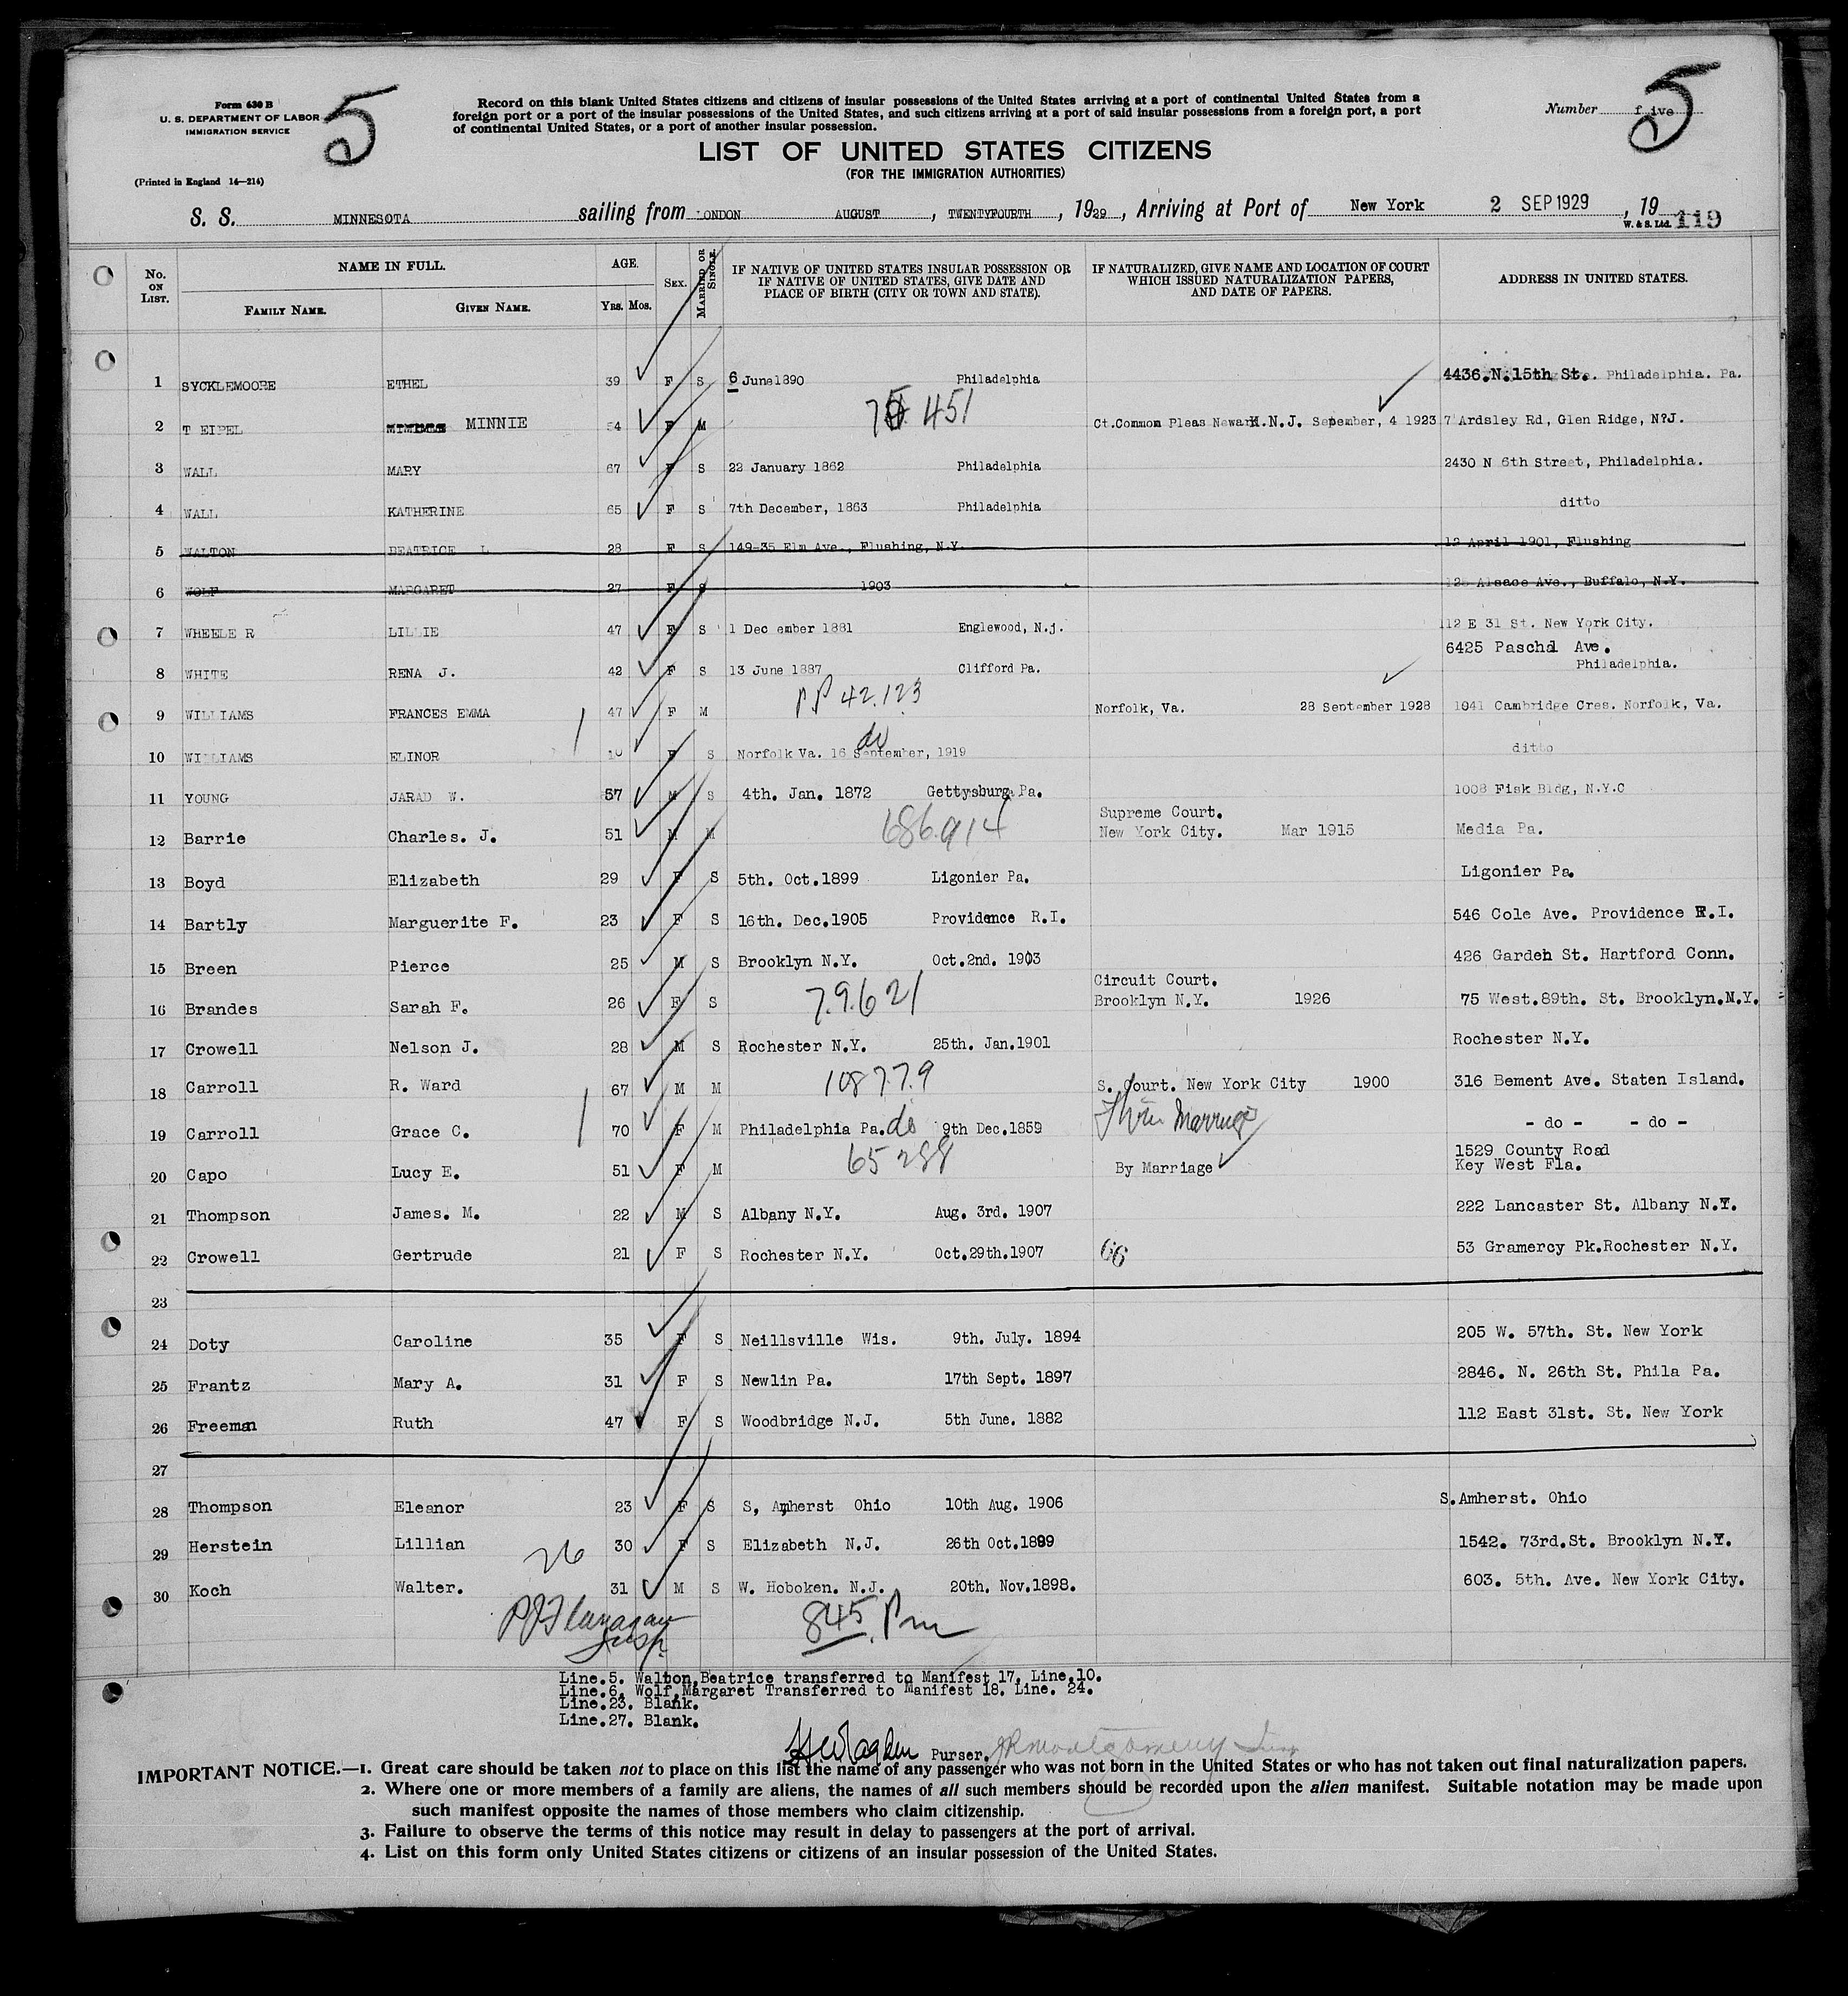 5
5
Form 630 B
U. S. DEPARTMENT OF LABOR
IMMIGRATION SERVICE
(Printed in England 14—214)
Record on this blank United States citizens and citizens of insular possessions of the United States arriving at a port of continental United States from a
foreign port or a port of the insular possessions of the United States, and such citizens arriving at a port of said insular possessions from a foreign port, a port
of continental United States, or a port of another insular possession.
Number five
LIST OF UNITED STATES CITIZENS
(FOR THE IMMIGRATION AUTHORITIES)
S. S. MINNESOTA sailing from LONDON AUGUST, TWENTYFOURTH, 1929, Arriving at Port of New York 2 SEP 1929, 19
W. & S. Ltd. 119
No. ON LIST. NAME IN FULL. AGE. SEX. MARRIED OR SINGLE. IF NATIVE OF UNITED STATES INSULAR POSSESSION OR IF NATIVE OF UNITED STATES, GIVE DATE AND PLACE OF BIRTH (CITY OR TOWN AND STATE). IF NATURALIZED, GIVE NAME AND LOCATION OF COURT WHICH ISSUED NATURALIZATION PAPERS, AND DATE OF PAPERS. ADDRESS IN UNITED STATES.
FAMILY NAME. GIVEN NAME. Yrs. Mos.
1 SYCKLEMOORE ETHEL 39 F S 6 June1890 Philadelphia 4436.N.15th St. Philadelphia. Pa.
2 T EIPEL MINNIE 54 F M 451 Ct.Common Pleas Newark.N.J. September, 4 1923 7 Ardsley Rd, Glen Ridge, N?J.
3 WALL MARY 67 F S 22 January 1862 Philadelphia 2430 N 6th Street, Philadelphia.
4 WALL KATHERINE 65 F S 7th December, 1863 Philadelphia ditto
5 WALTON BEATRICE L 28 F S 149-35 Elm Ave., Flushing, N.Y. 12 April 1901, Flushing
6 WOLF MARGARET 27 F S 1903 125 Alsace Ave., Buffalo, N.Y.
7 WHEELE R LILLIE 47 F S 1 Dec ember 1881 Englewood, N.j. 112 E 31 St. New York City.
8 WHITE RENA J. 42 F S 13 June 1887 Clifford Pa. 6425 Paschal Ave. Philadelphia.
9 WILLIAMS FRANCES EMMA 47 F M PP 42.123 Norfolk, Va. 28 September 1928 1041 Cambridge Cres. Norfolk, Va.
10 WILLIAMS ELINOR 10 F S Norfolk Va. 16 September, 1919 do ditto
11 YOUNG JARAD W. 57 M S 4th. Jan. 1872 Gettysburg Pa. 1008 Fisk Bldg, N.Y.C
12 Barrie Charles. J. 51 M M 686.914 Supreme Court. New York City. Mar 1915 Media Pa.
13 Boyd Elizabeth 29 F S 5th. Oct.1899 Ligonier Pa. Ligonier Pa.
14 Bartly Marguerite F. 23 F S 16th. Dec.1905 Providence R.I. 546 Cole Ave. Providence R.I.
15 Breen Pierce 25 M S Brooklyn N.Y. Oct.2nd. 1903 426 Garden St. Hartford Conn.
16 Brandes Sarah F. 26 F S 79621 Circuit Court. Brooklyn N.Y. 1926 75 West.89th. St. Brooklyn.N.Y.
17 Crowell Nelson J. 28 M S Rochester N.Y. 25th. Jan.1901 Rochester N.Y.
18 Carroll R. Ward 67 M M 108779 S. Court. New York City 1900 316 Bement Ave. Staten Island.
19 Carroll Grace C. 70 F M Philadelphia Pa. do 9th Dec.1859 Marriage - do - - do -
20 Capo Lucy E. 51 F M 65288 By Marriage 1529 County Road Key West Fla.
21 Thompson James. M. 22 M S Albany N.Y. Aug. 3rd. 1907 222 Lancaster St. Albany N.Y.
22 Crowell Gertrude 21 F S Rochester N.Y. Oct.29th.1907 66 53 Gramercy Pk.Rochester N.Y.
23
24 Doty Caroline 35 F S Neillsville Wis. 9th. July. 1894 205 W. 57th. St. New York
25 Frantz Mary A. 31 F S Newlin Pa. 17th Sept. 1897 2846. N. 26th St. Phila Pa.
26 Freeman Ruth 47 F S Woodbridge N.J. 5th June. 1882 112 East 31st. St. New York
27
28 Thompson Eleanor 23 F S S, Amherst Ohio 10th Aug. 1906 S.Amherst. Ohio
29 Herstein Lillian 30 F S Elizabeth N.J. 26th Oct.1899 1542. 73rd.St. Brooklyn N.Y.
26
30 Koch Walter. 31 M S W. Hoboken. N.J. 20th. Nov.1898. 603. 5th. Ave. New York City.
PJ Flanagan Insp. 845 Pm
Line.5. Walton,Beatrice transferred to Manifest 17, Line.10.
Line.6. Wolf,Margaret Transferred to Manifest 18. Line. 24.
Line.23. Blank.
Line.27. Blank.
Purser. JR Montgomery Insp
IMPORTANT NOTICE.—1. Great care should be taken not to place on this list the name of any passenger who was not born in the United States or who has not taken out final naturalization papers.
2. Where one or more members of a family are aliens, the names of all such members should be recorded upon the alien manifest. Suitable notation may be made upon
such manifest opposite the names of those members who claim citizenship.
3. Failure to observe the terms of this notice may result in delay to passengers at the port of arrival.
4. List on this form only United States citizens or citizens of an insular possession of the United States.